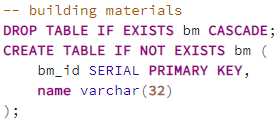 -- building materials
DROP TABLE IF EXISTS bm CASCADE;
CREATE TABLE IF NOT EXISTS bm (
    bm_id SERIAL PRIMARY KEY,
    name varchar(32)
);